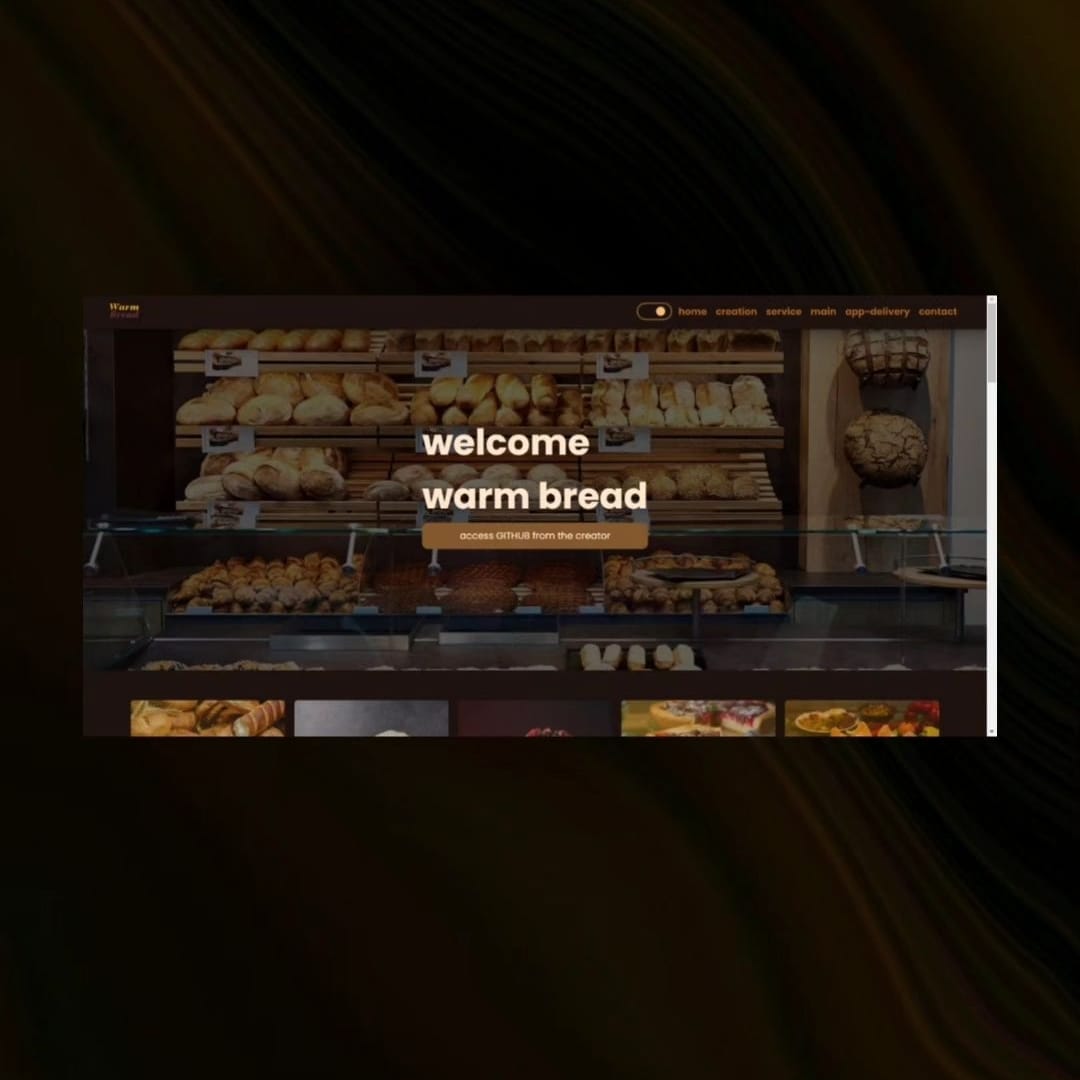 Warm
Bread
home creation service main app-delivery contact
welcome
warm bread
access GITHUB from the creator